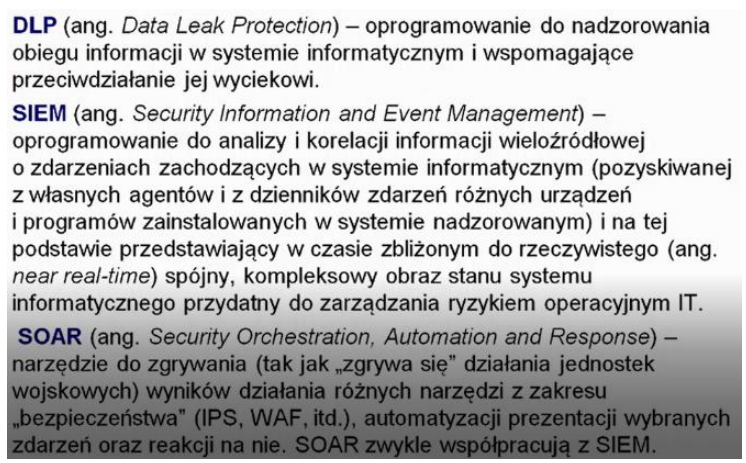 DLP (ang. Data Leak Protection) – oprogramowanie do nadzorowania
obiegu informacji w systemie informatycznym i wspomagające
przeciwdziałanie jej wyciekowi.
SIEM (ang. Security Information and Event Management) –
oprogramowanie do analizy i korelacji informacji wieloźródłowej
o zdarzeniach zachodzących w systemie informatycznym (pozyskiwanej
z własnych agentów i z dzienników zdarzeń różnych urządzeń
i programów zainstalowanych w systemie nadzorowanym) i na tej
podstawie przedstawiający w czasie zbliżonym do rzeczywistego (ang.
near real-time) spójny, kompleksowy obraz stanu systemu
informatycznego przydatny do zarządzania ryzykiem operacyjnym IT.
SOAR (ang. Security Orchestration, Automation and Response) –
narzędzie do zgrywania (tak jak „zgrywa się” działania jednostek
wojskowych) wyników działania różnych narzędzi z zakresu
„bezpieczeństwa” (IPS, WAF, itd.), automatyzacji prezentacji wybranych
zdarzeń oraz reakcji na nie. SOAR zwykle współpracują z SIEM.